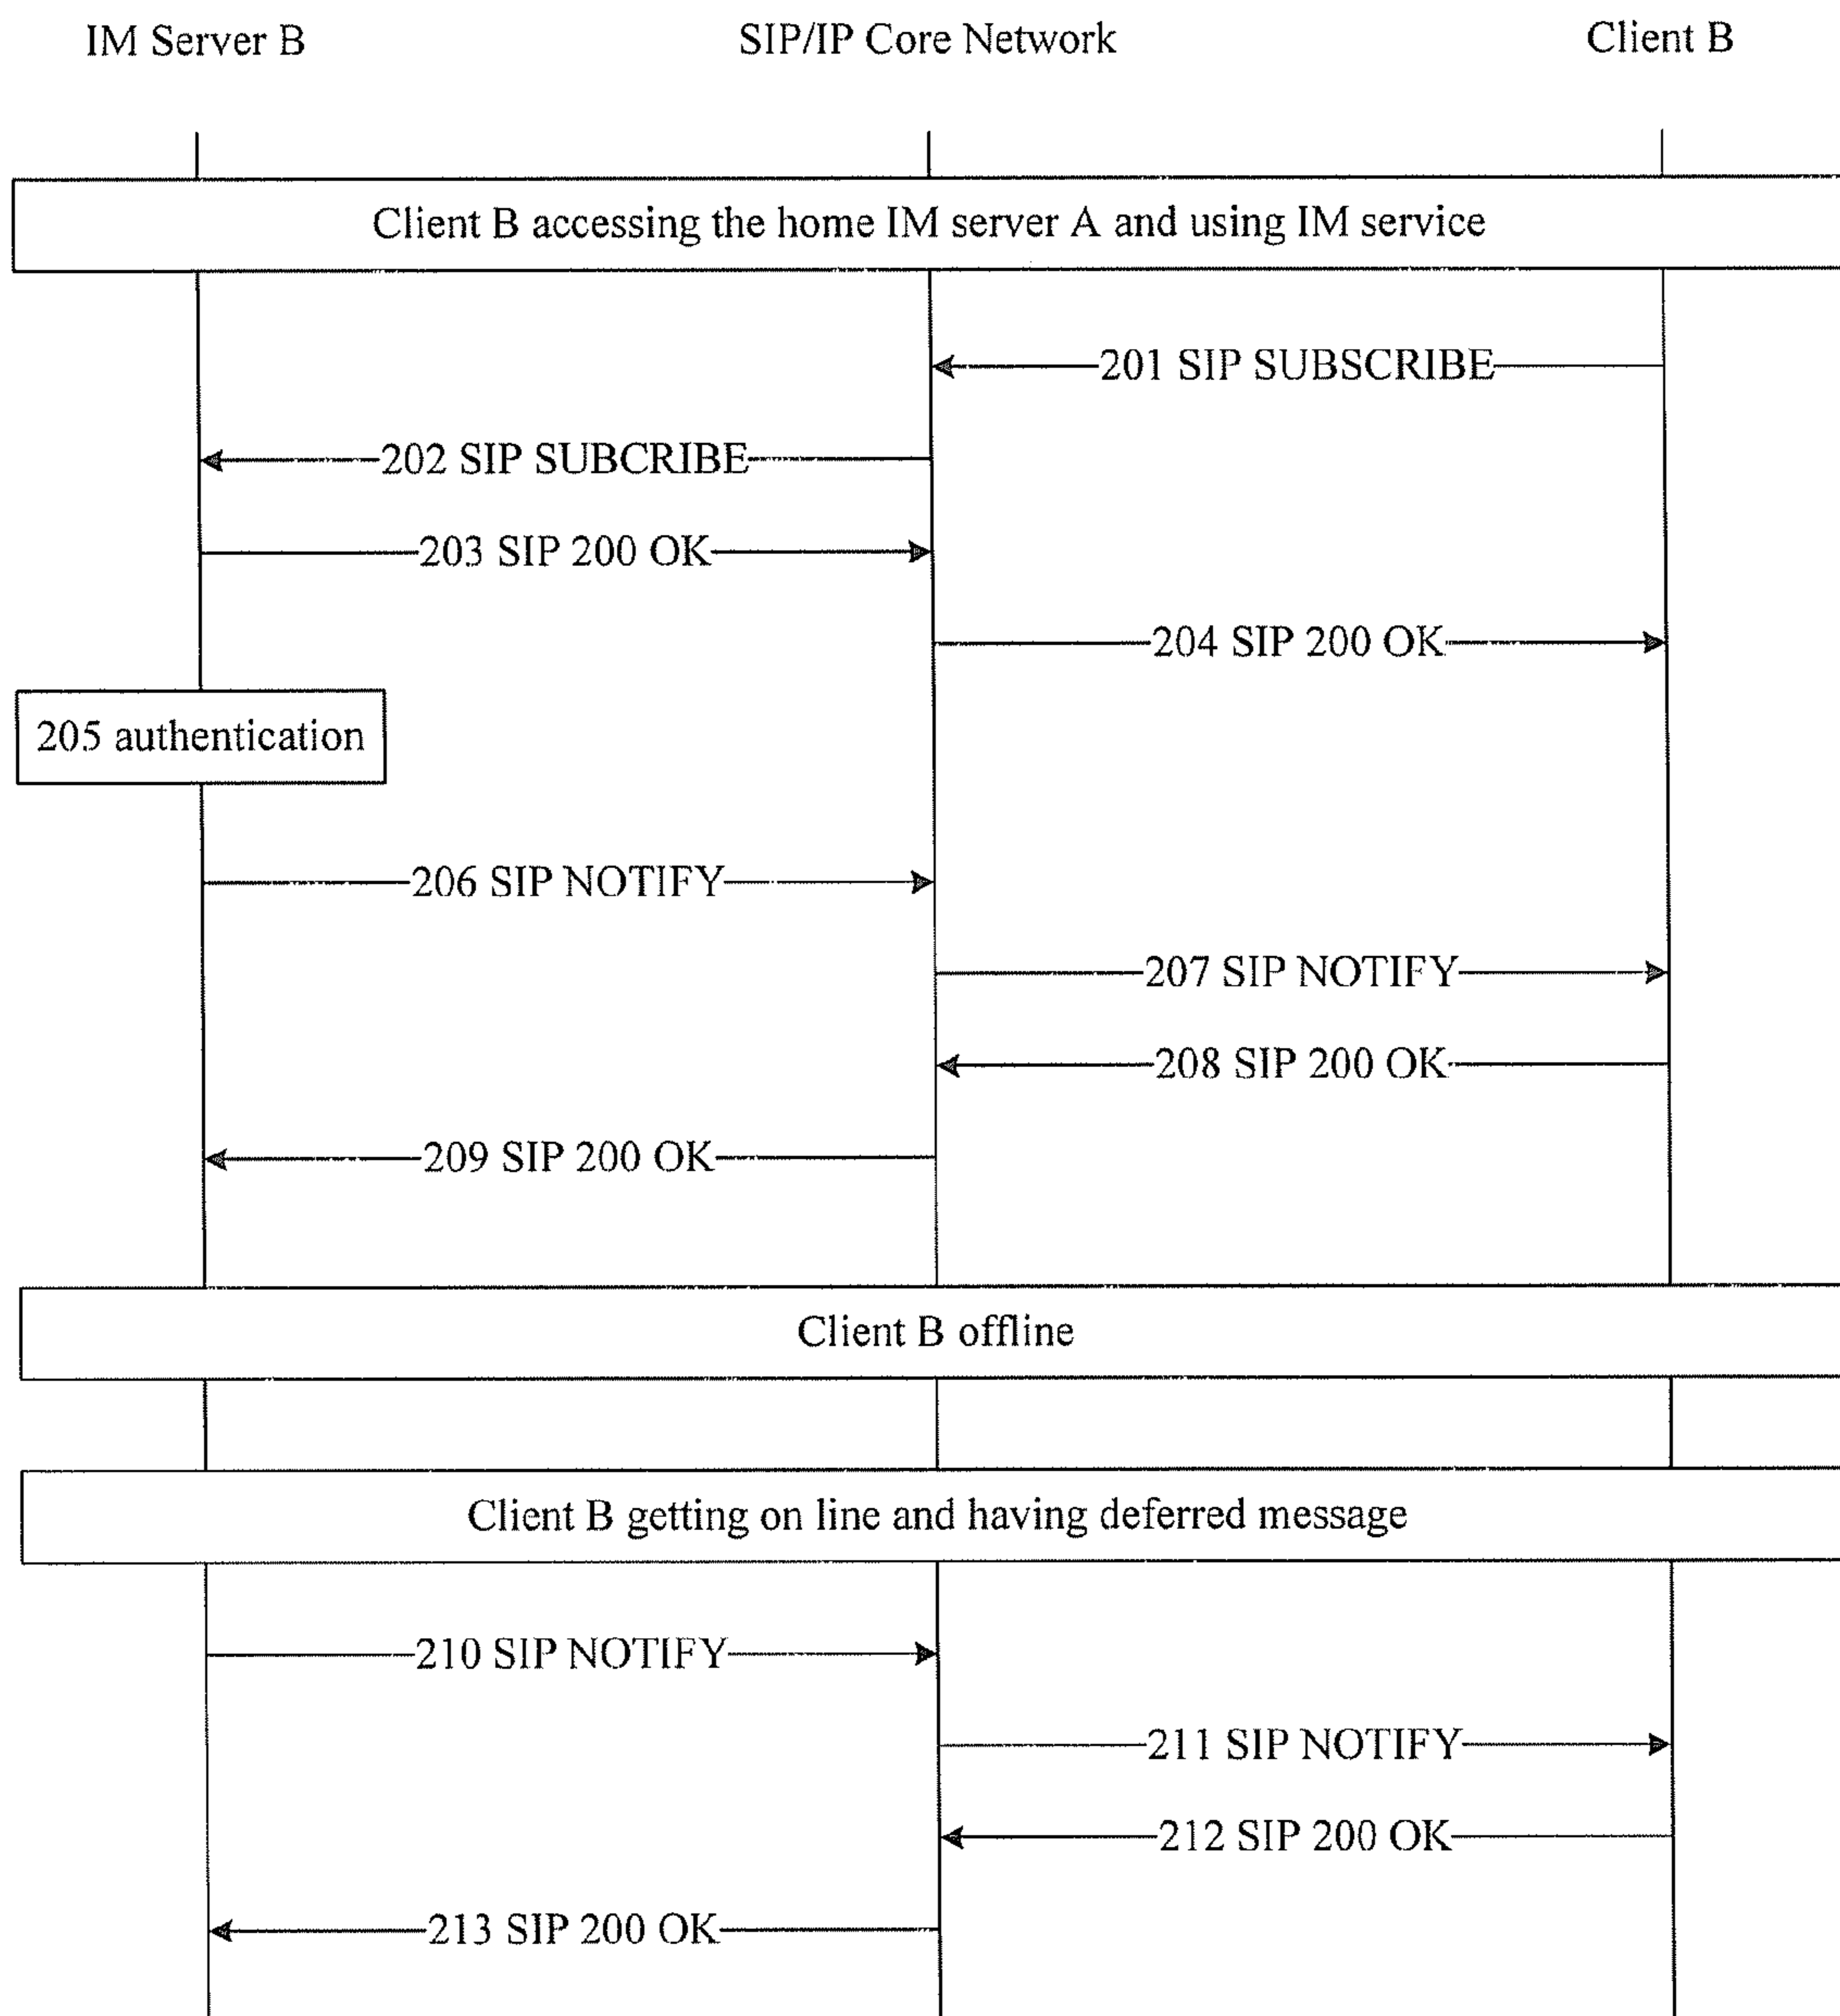 IM Server B
SIP/IP Core Network
Client B
Client B accessing the home IM server A and using IM service
201 SIP SUBSCRIBE
202 SIP SUBCRIBE
203 SIP 200 OK
204 SIP 200 OK
205 authentication
206 SIP NOTIFY
207 SIP NOTIFY
208 SIP 200 OK
209 SIP 200 OK
Client B offline
Client B getting on line and having deferred message
210 SIP NOTIFY
211 SIP NOTIFY
212 SIP 200 OK
213 SIP 200 OK